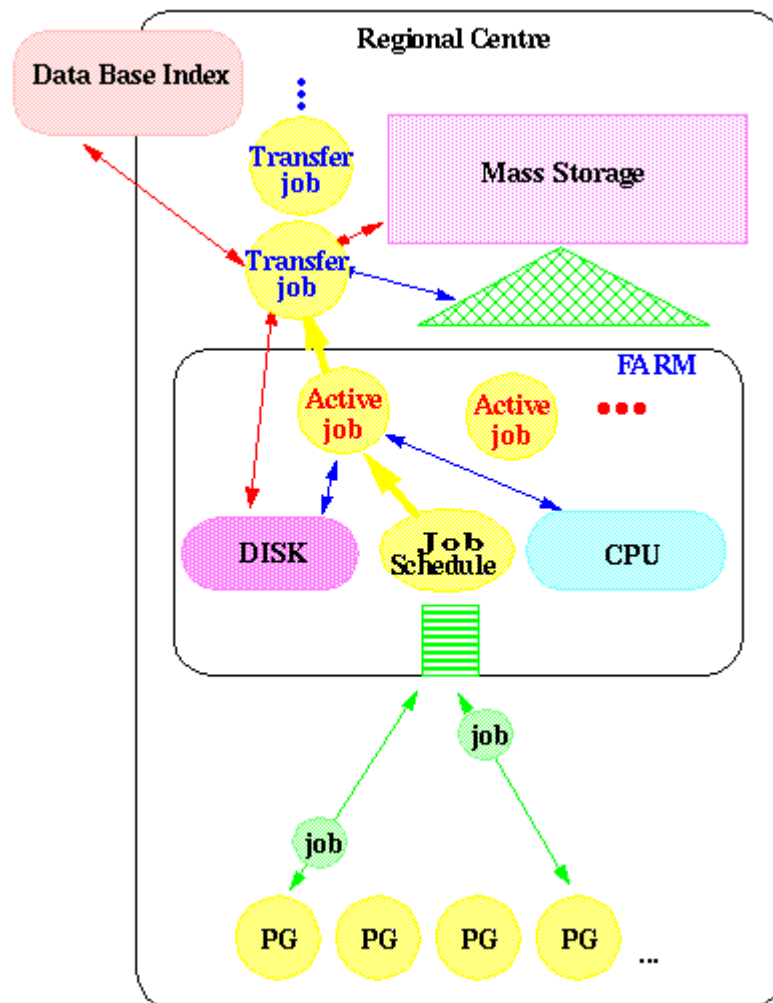 Regional Centre
Data Base Index
Transfer
job
Mass Storage
Transfer
job
FARM
Active
job
Active
job
DISK
Job
Schedule
CPU
job
job
PG
PG
PG
PG
...